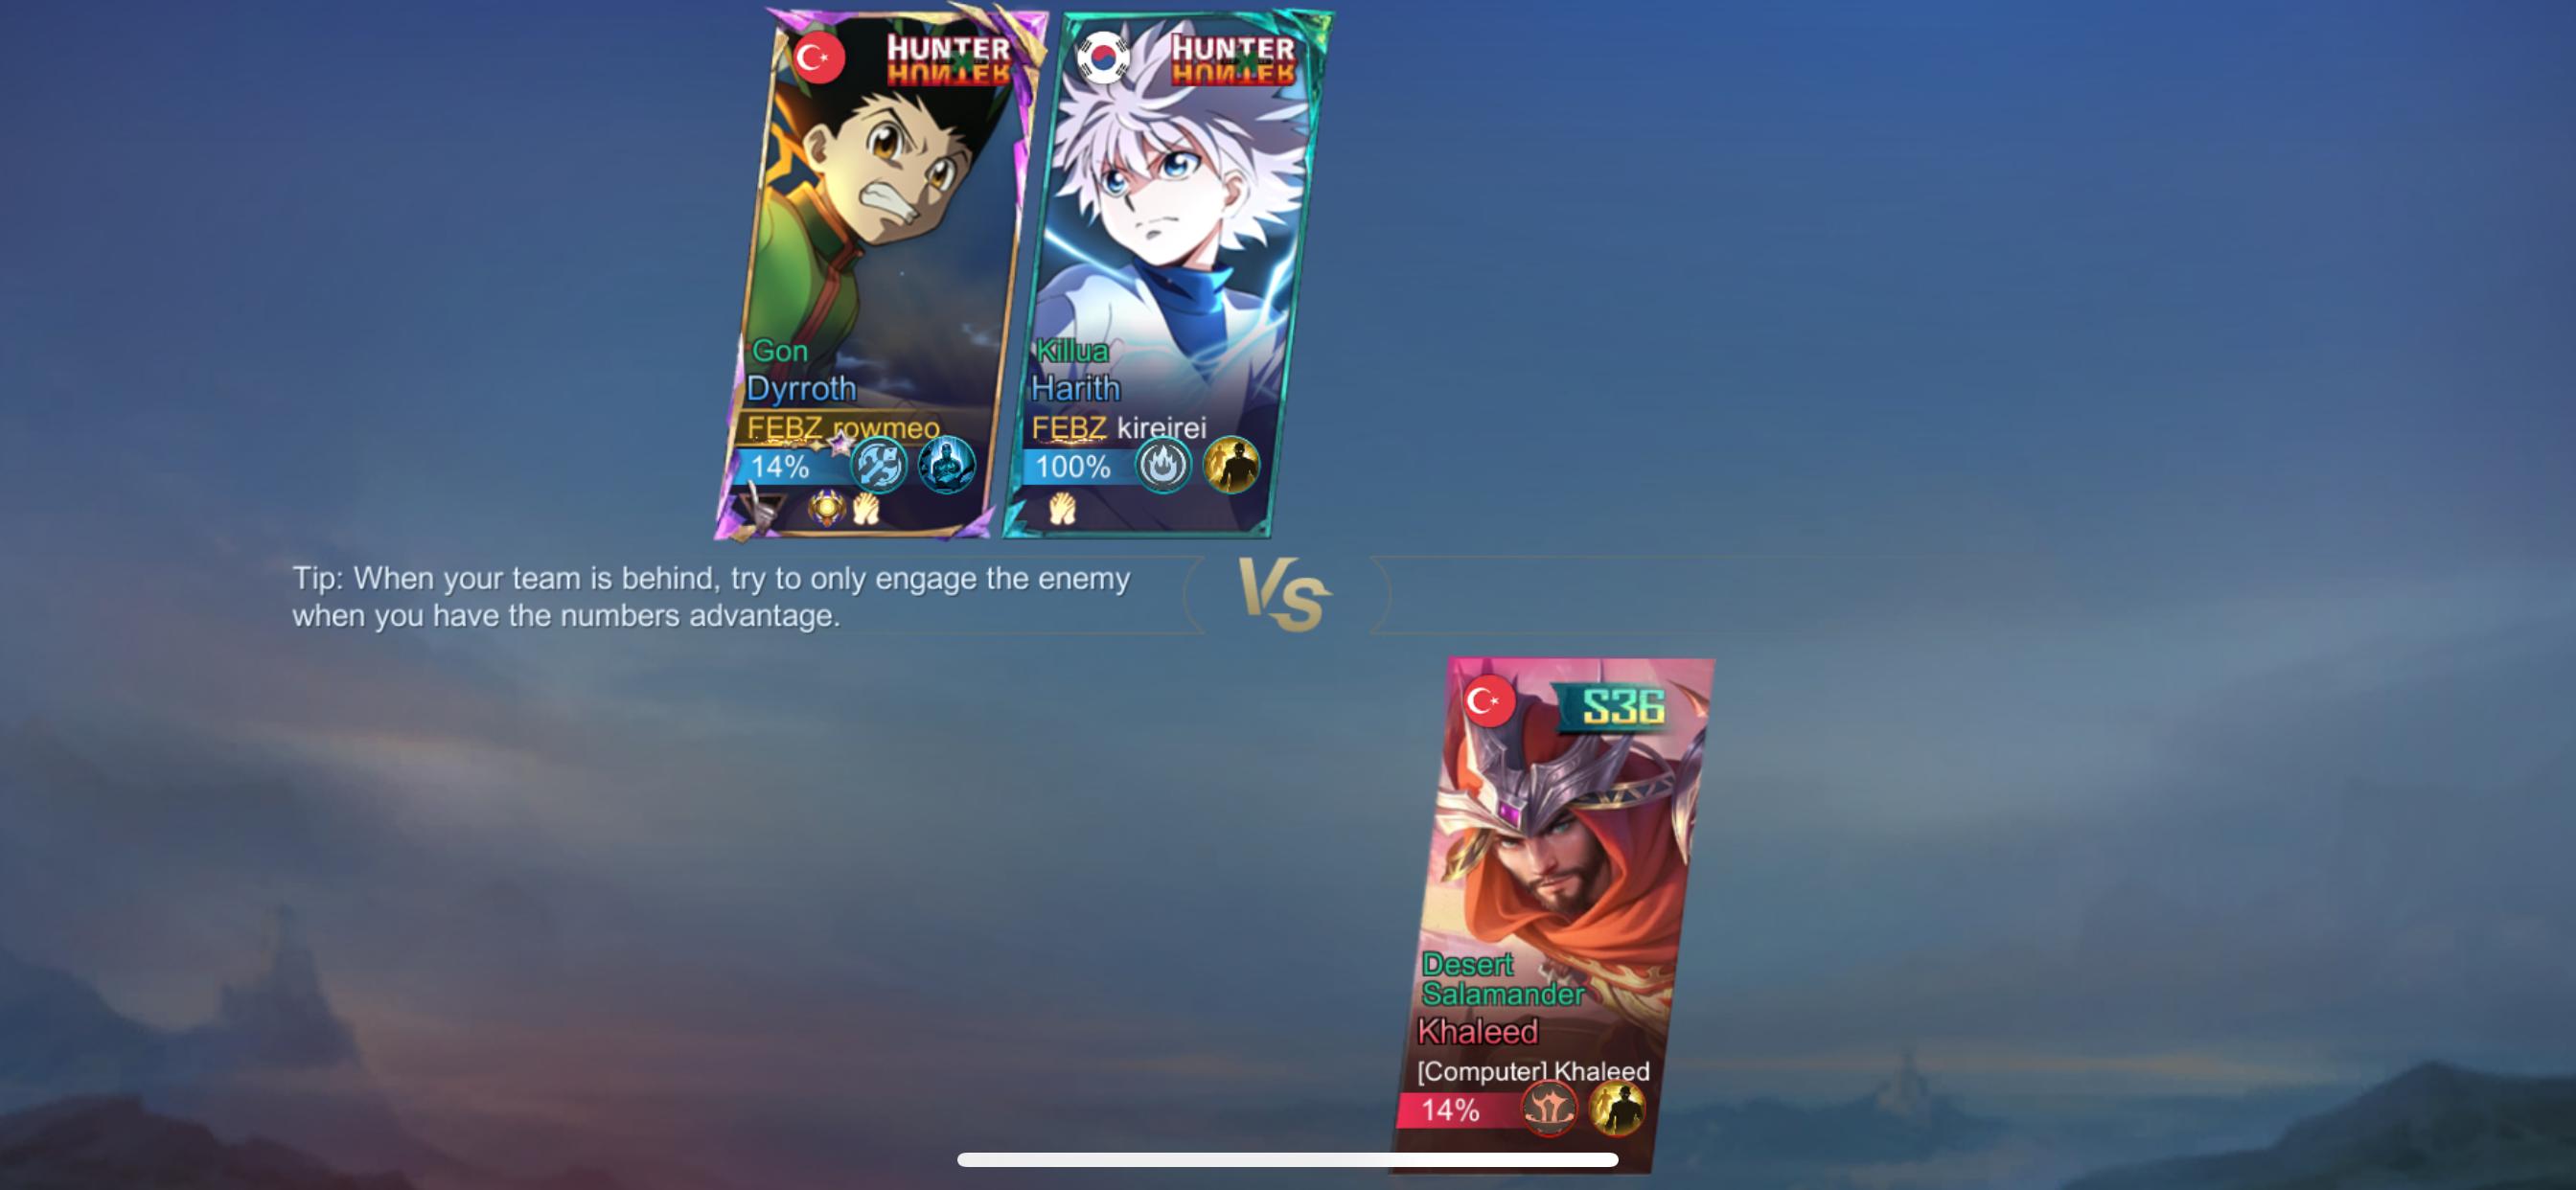 HUNTER
HUNTER
Gon
Dyrroth
FEBZ rowmeo
14%
HUNTER
HUNTER
Killua
Harith
FEBZ kireirei
100%
Tip: When your team is behind, try to only engage the enemy
when you have the numbers advantage.
VS
S36
Desert
Salamander
Khaleed
[Computer] Khaleed
14%